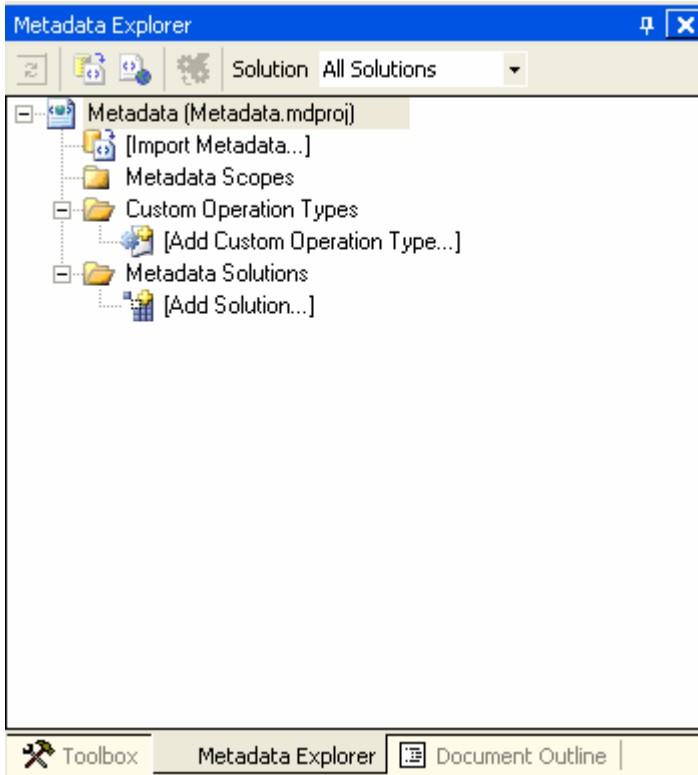 Metadata Explorer
Solution All Solutions
Metadata (Metadata.mdproj)
[Import Metadata...]
Metadata Scopes
Custom Operation Types
[Add Custom Operation Type...]
Metadata Solutions
[Add Solution...]
Toolbox Metadata Explorer Document Outline